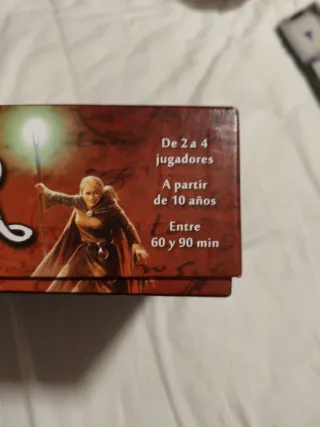 De 2 a 4
jugadores
A partir
de 10 años
Entre
60 y 90 min